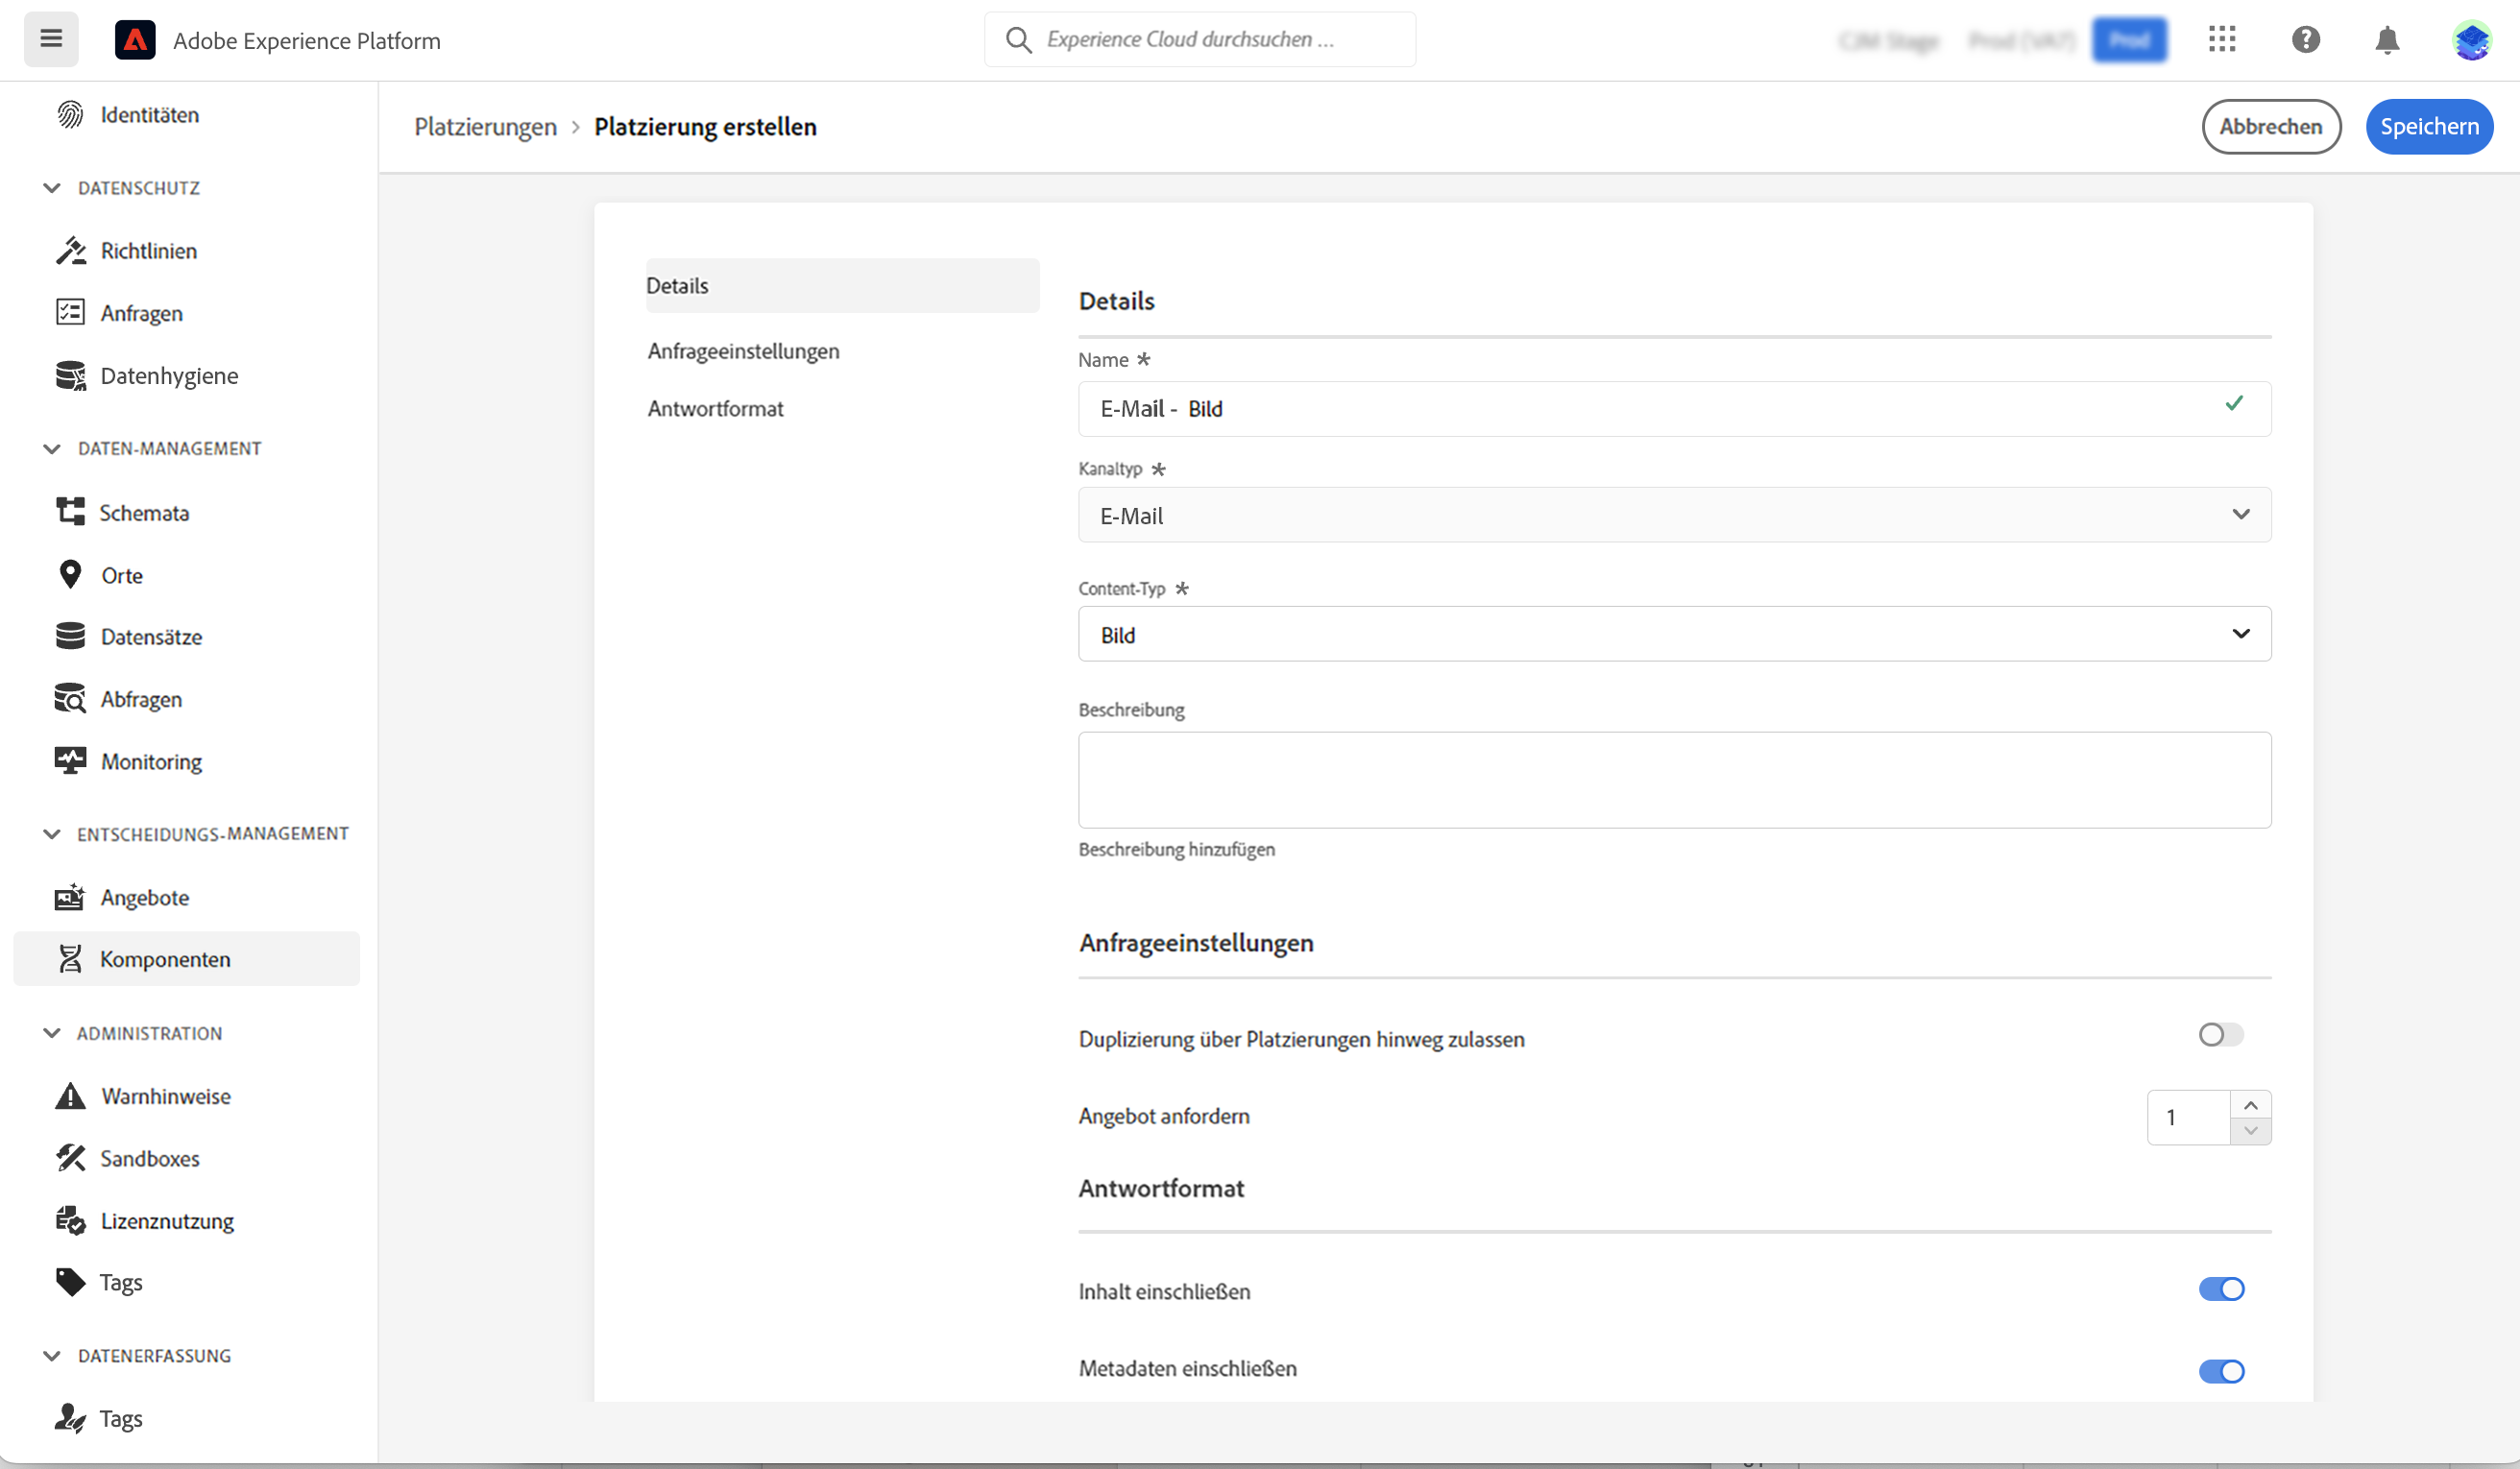 Adobe Experience Platform
Experience Cloud durchsuchen ...
Prod
Identitäten
DATENSCHUTZ
Richtlinien
Anfragen
Datenhygiene
DATEN-MANAGEMENT
Schemata
Orte
Datensätze
Abfragen
Monitoring
ENTSCHEIDUNGS-MANAGEMENT
Angebote
Komponenten
ADMINISTRATION
Warnhinweise
Sandboxes
Lizenznutzung
Tags
DATENERFASSUNG
Tags
Platzierungen > Platzierung erstellen
Abbrechen
Speichern
Details
Anfrageeinstellungen
Antwortformat
Details
Name *
E-Mail - Bild
Kanaltyp *
E-Mail
Content-Typ *
Bild
Beschreibung
Beschreibung hinzufügen
Anfrageeinstellungen
Duplizierung über Platzierungen hinweg zulassen
Angebot anfordern
1
Antwortformat
Inhalt einschließen
Metadaten einschließen